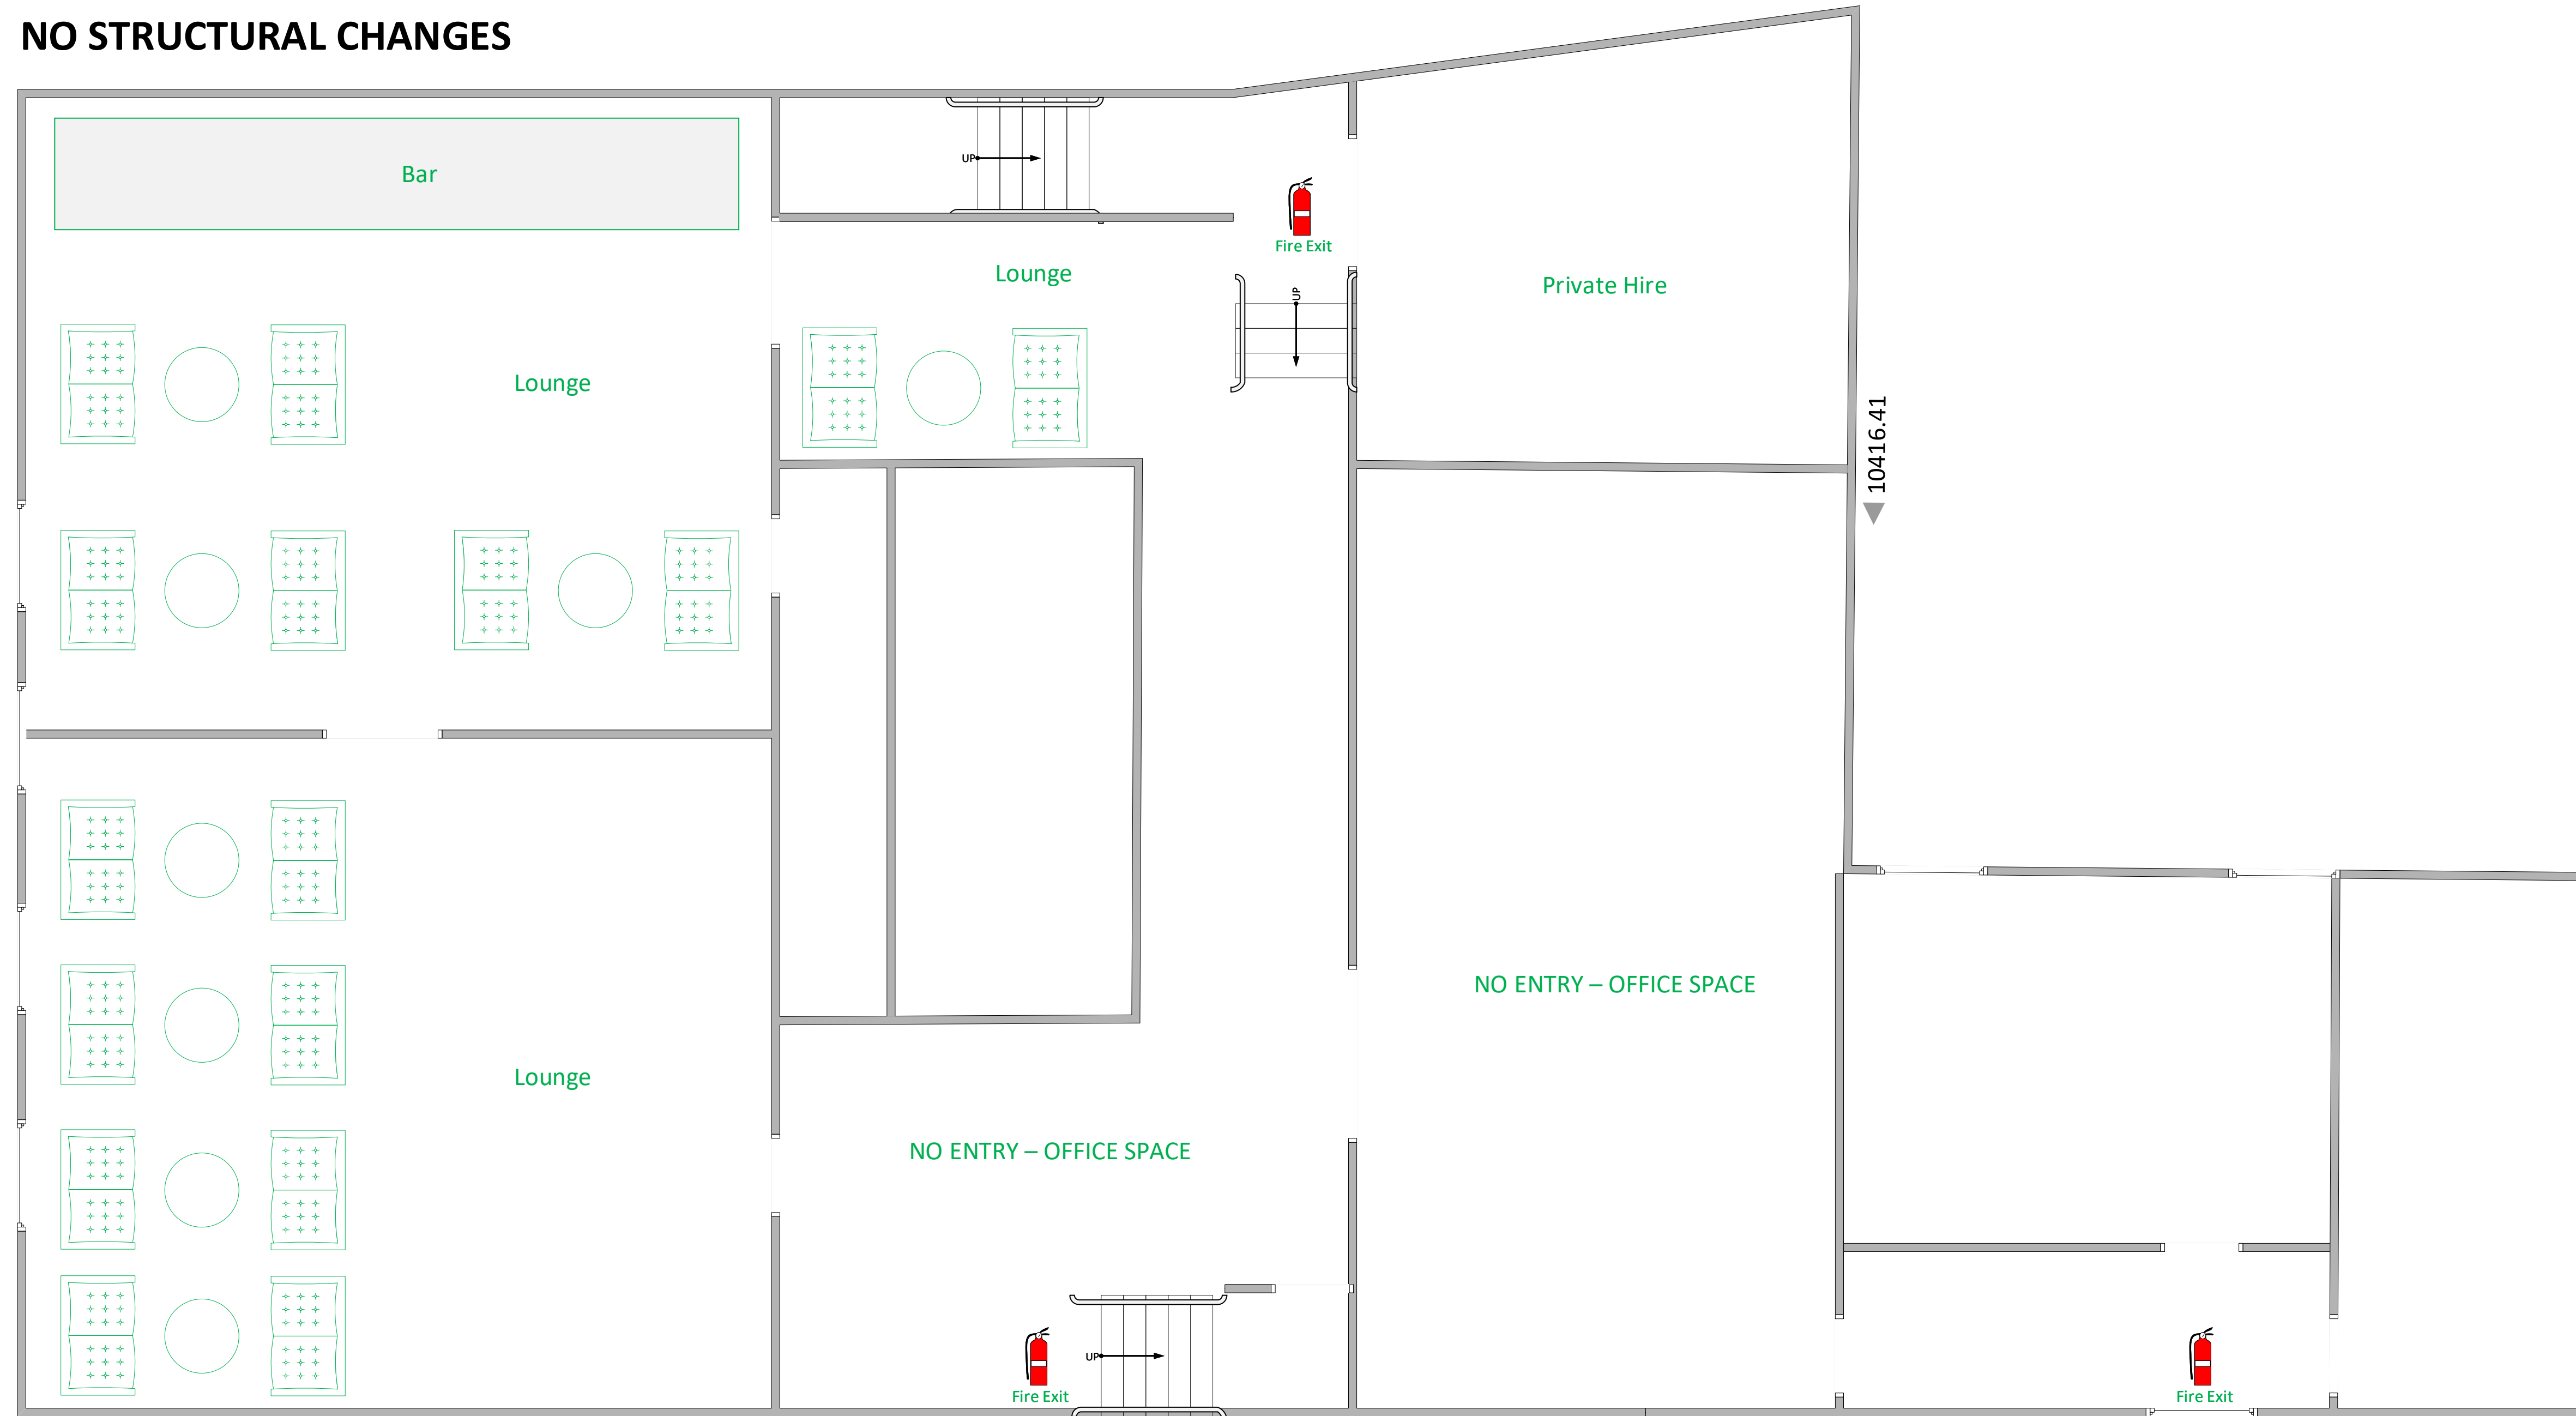 NO STRUCTURAL CHANGES
Bar
UP
Fire Exit
Lounge
Private Hire
UP
Lounge
10416.41
NO ENTRY – OFFICE SPACE
Lounge
NO ENTRY – OFFICE SPACE
UP
Fire Exit
Fire Exit